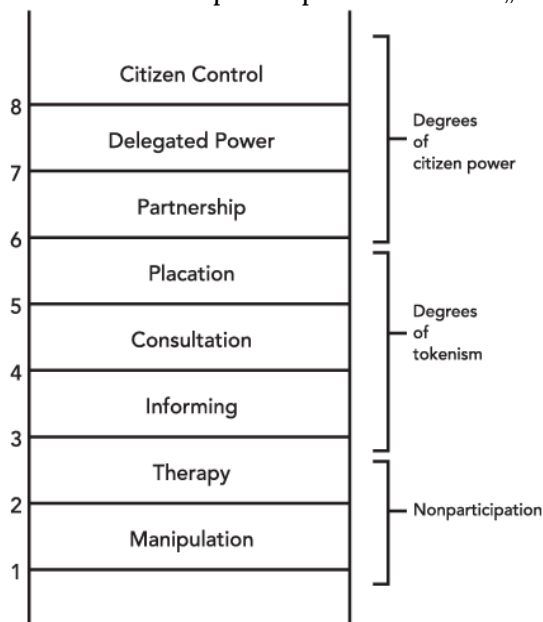 Citizen Control
8
Delegated Power
7
Partnership
6
Placation
5
Consultation
4
Informing
3
Therapy
2
Manipulation
1
Degrees
of
citizen power
Degrees
of
tokenism
Nonparticipation